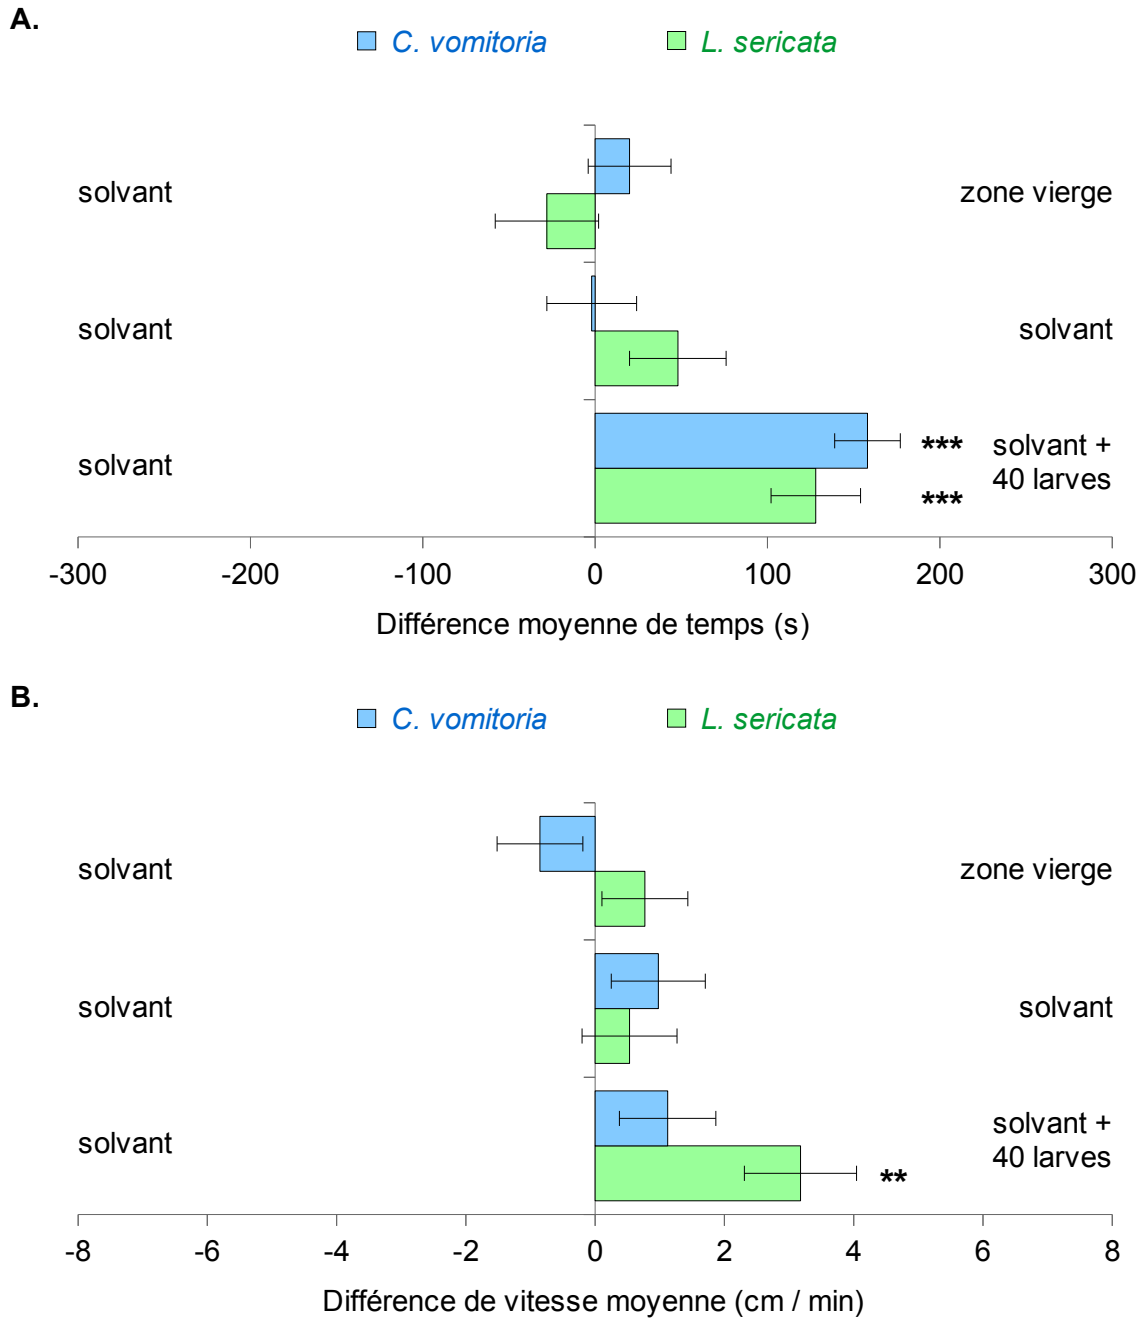 A.
C. vomitoria L. sericata
solvant zone vierge
solvant solvant
***
solvant solvant +
40 larves
***
-300 -200 -100 0 100 200 300
Différence moyenne de temps (s)
B.
C. vomitoria L. sericata
solvant zone vierge
solvant solvant
solvant solvant +
40 larves
**
-8 -6 -4 -2 0 2 4 6 8
Différence de vitesse moyenne (cm / min)